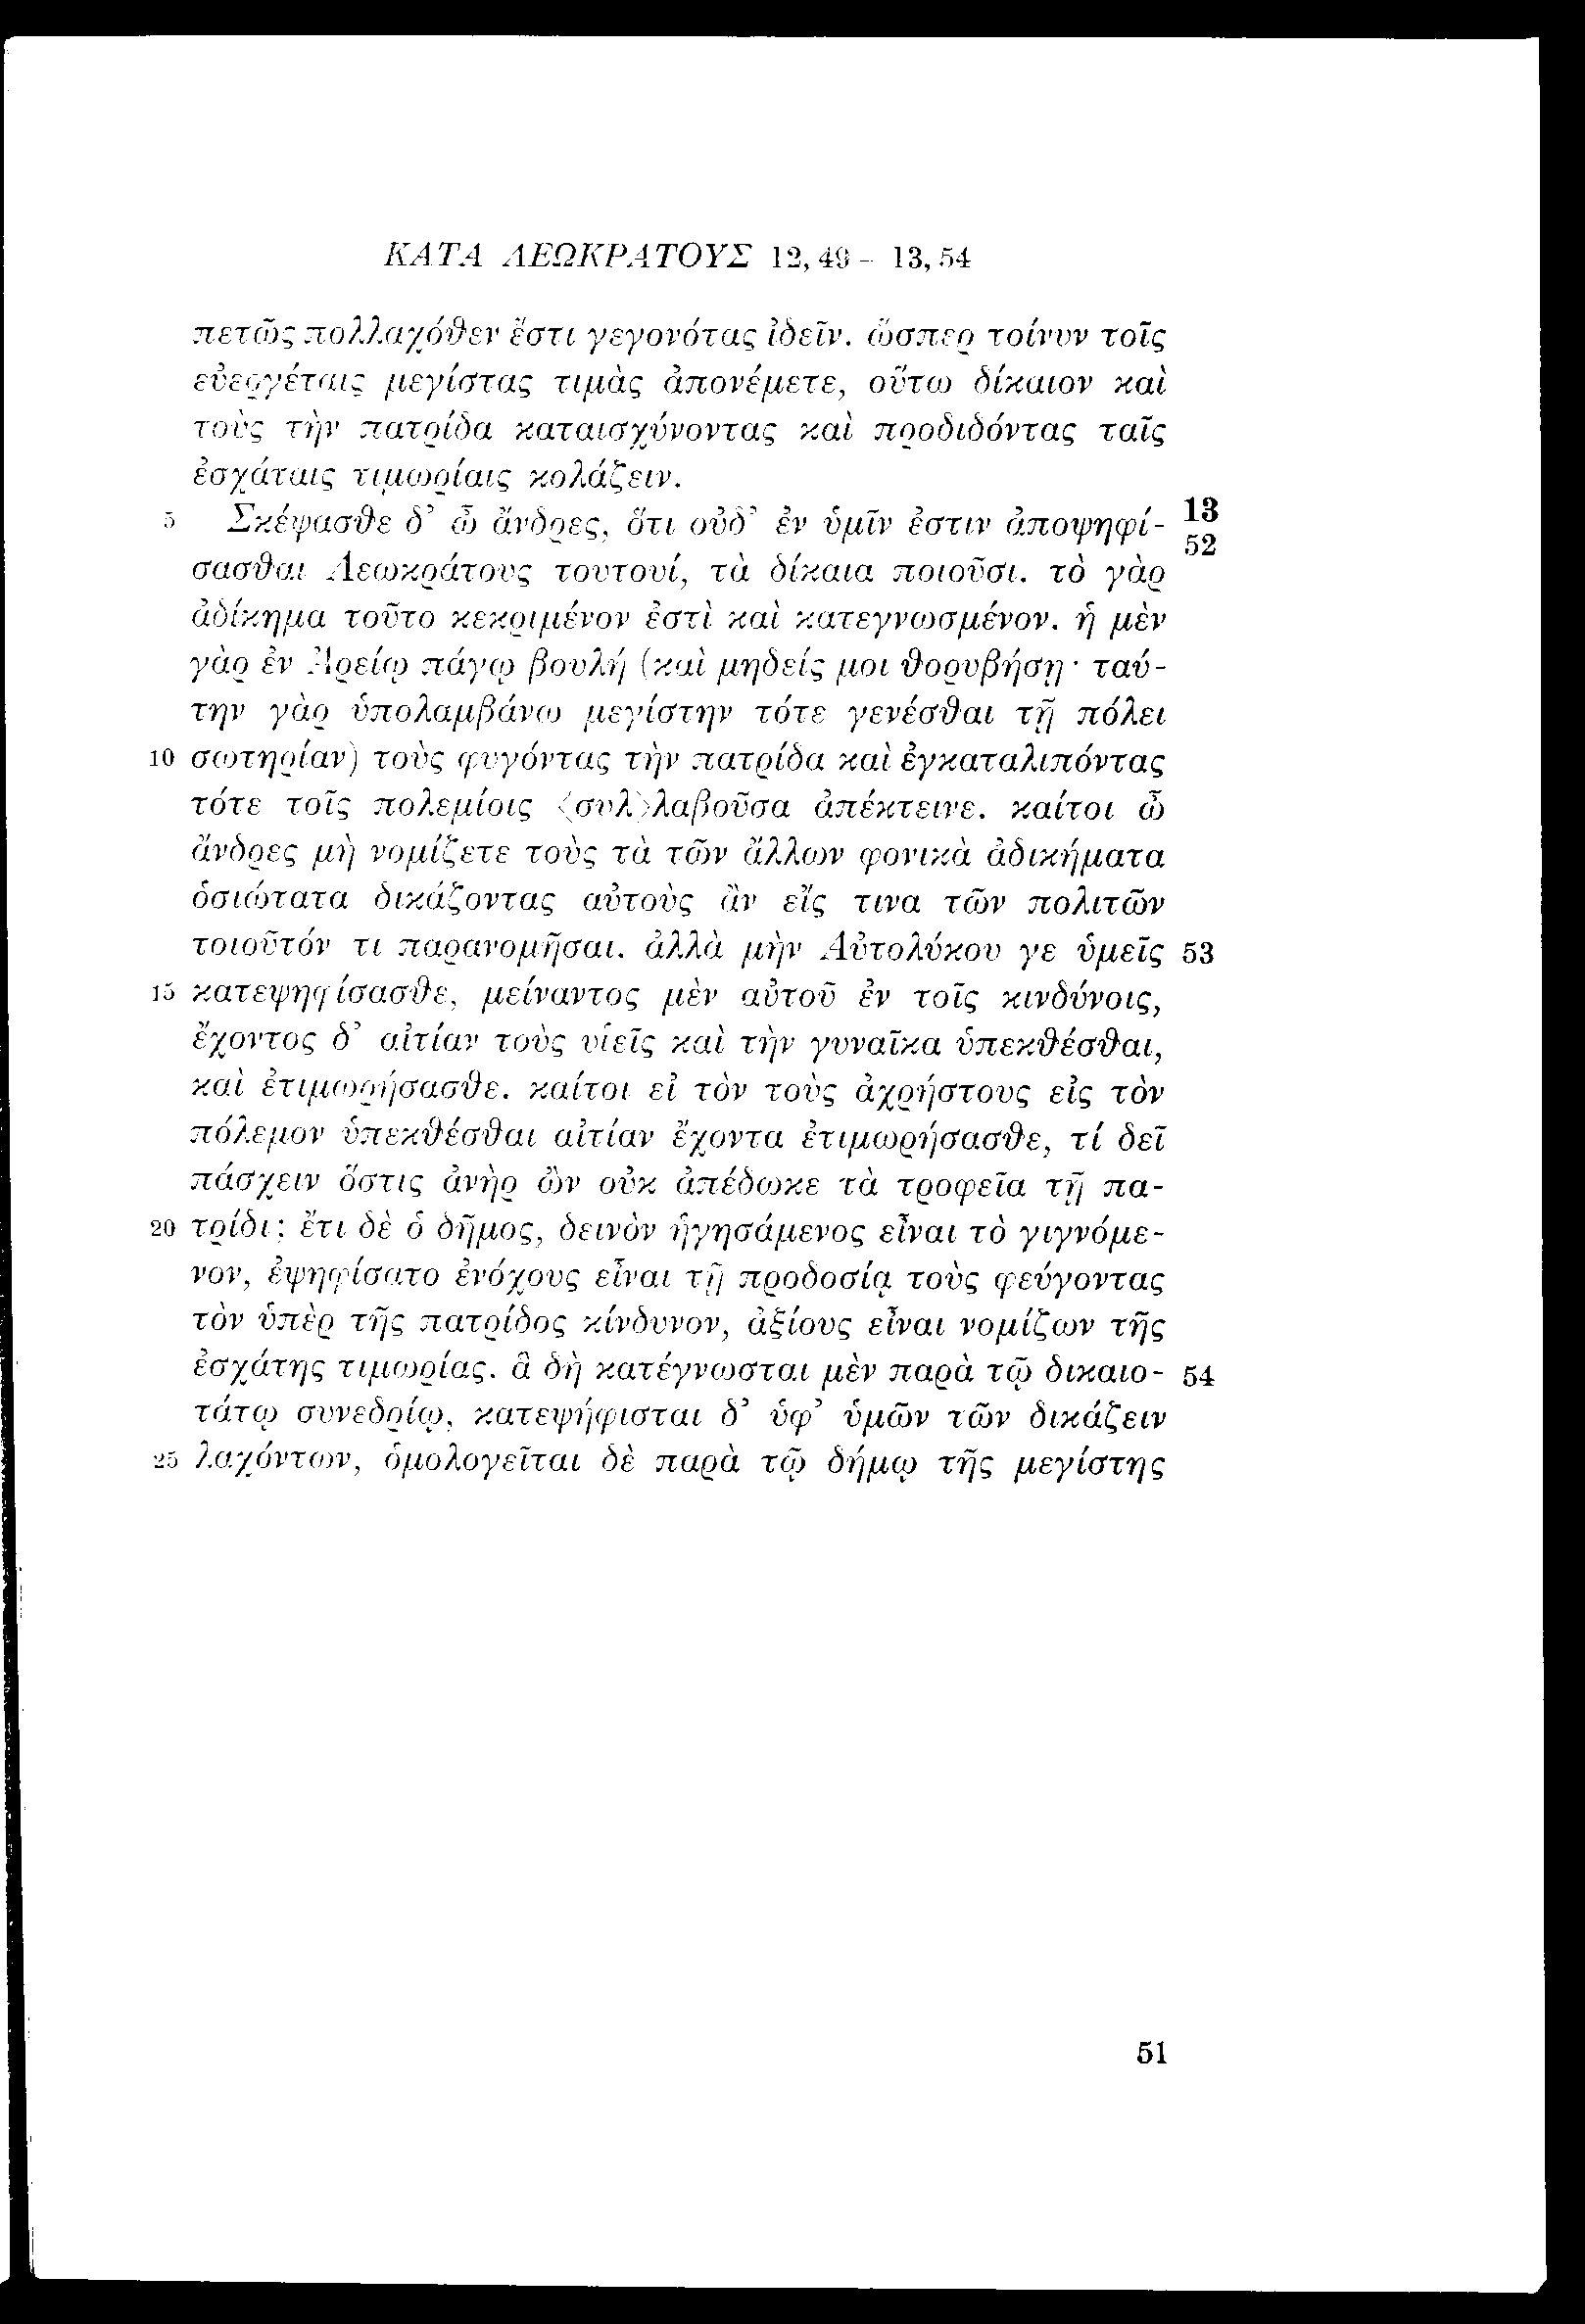 ΚΑΤΑ ΛΕΩΚΡΑΤΟΥΣ 12,49 - 13,54
πετῶς πολλαχόθεν ἔστι γεγονότας ἰδεῖν. ὥσπερ τοίνυν τοῖς
εὐεργέταις μεγίστας τιμὰς ἀπονέμετε, οὕτω δίκαιον καὶ
τοὺς τὴν πατρίδα καταισχύνοντας καὶ προδιδόντας ταῖς
ἐσχάταις τιμωρίαις κολάζειν.
5 Σκέψασθε δ’ ὦ ἄνδρες, ὅτι οὐδ’ ἐν ὑμῖν ἐστιν ἀποψηφί- 13
52
σασθαι Λεωκράτους τουτουί, τὰ δίκαια ποιοῦσι. τὸ γὰρ
ἀδίκημα τοῦτο κεκριμένον ἐστὶ καὶ κατεγνωσμένον. ἡ μὲν
γὰρ ἐν Ἀρείῳ πάγῳ βουλή (καὶ μηδείς μοι θορυβήσῃ· ταύ-
την γὰρ ὑπολαμβάνω μεγίστην τότε γενέσθαι τῇ πόλει
10 σωτηρίαν) τοὺς φυγόντας τὴν πατρίδα καὶ ἐγκαταλιπόντας
τότε τοῖς πολεμίοις <συλ>λαβοῦσα ἀπέκτεινε. καίτοι ὦ
ἄνδρες μὴ νομίζετε τοὺς τὰ τῶν ἄλλων φονικὰ ἀδικήματα
ὁσιώτατα δικάζοντας αὐτοὺς ἂν εἴς τινα τῶν πολιτῶν
τοιοῦτόν τι παρανομῆσαι. ἀλλὰ μὴν Αὐτολύκου γε ὑμεῖς 53
15 κατεψηφίσασθε, μείναντος μὲν αὐτοῦ ἐν τοῖς κινδύνοις,
ἔχοντος δ’ αἰτίαν τοὺς υἱεῖς καὶ τὴν γυναῖκα ὑπεκθέσθαι,
καὶ ἐτιμωρήσασθε. καίτοι εἰ τὸν τοὺς ἀχρήστους εἰς τὸν
πόλεμον ὑπεκθέσθαι αἰτίαν ἔχοντα ἐτιμωρήσασθε, τί δεῖ
πάσχειν ὅστις ἀνὴρ ὢν οὐκ ἀπέδωκε τὰ τροφεῖα τῇ πα-
20 τρίδι; ἔτι δὲ ὁ δῆμος, δεινὸν ἡγησάμενος εἶναι τὸ γιγνόμε-
νον, ἐψηφίσατο ἐνόχους εἶναι τῇ προδοσίᾳ τοὺς φεύγοντας
τὸν ὑπὲρ τῆς πατρίδος κίνδυνον, ἀξίους εἶναι νομίζων τῆς
ἐσχάτης τιμωρίας. ἃ δὴ κατέγνωσται μὲν παρὰ τῷ δικαιο- 54
τάτῳ συνεδρίῳ, κατεψήφισται δ’ ὑφ’ ὑμῶν τῶν δικάζειν
25 λαχόντων, ὁμολογεῖται δὲ παρὰ τῷ δήμῳ τῆς μεγίστης
51